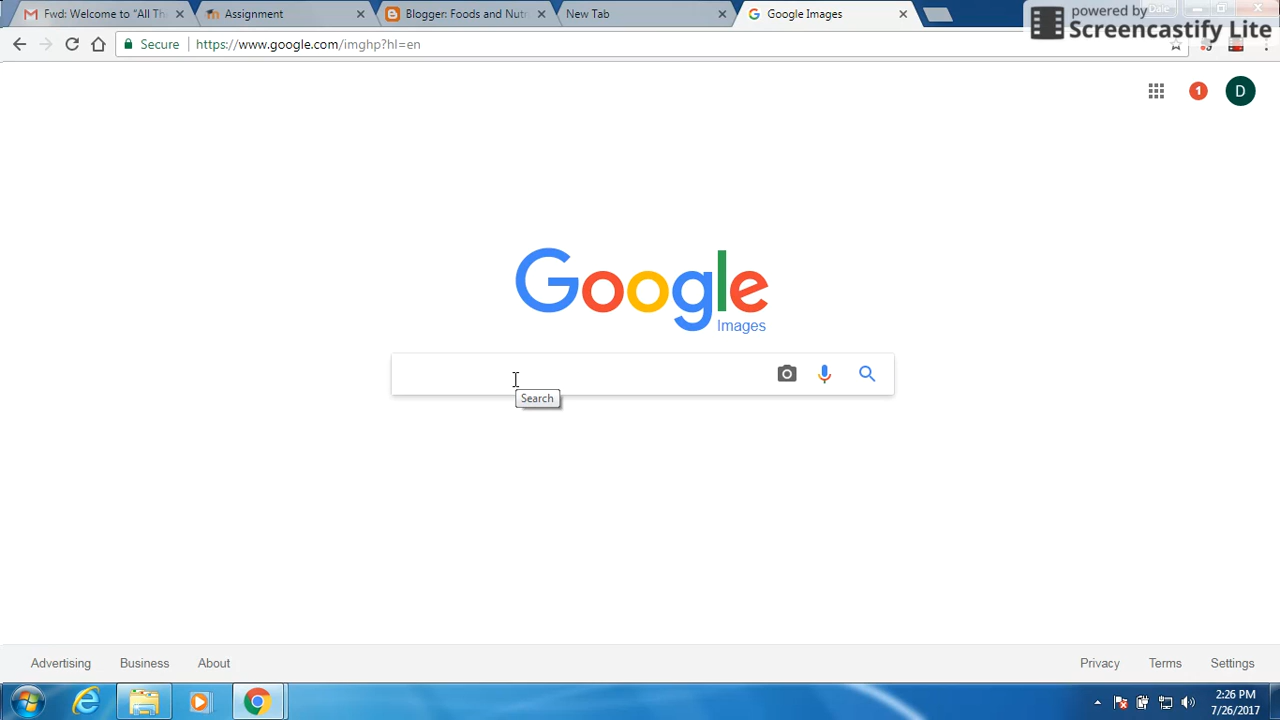 Fwd: Welcome to "All Th
Assignment
Blogger: Foods and Nutr
New Tab
Google Images
powered by
Screencastify Lite
Secure
https://www.google.com/imghp?hl=en
1
D
Google
Images
Search
Advertising
Business
About
Privacy
Terms
Settings
2:26 PM
7/26/2017